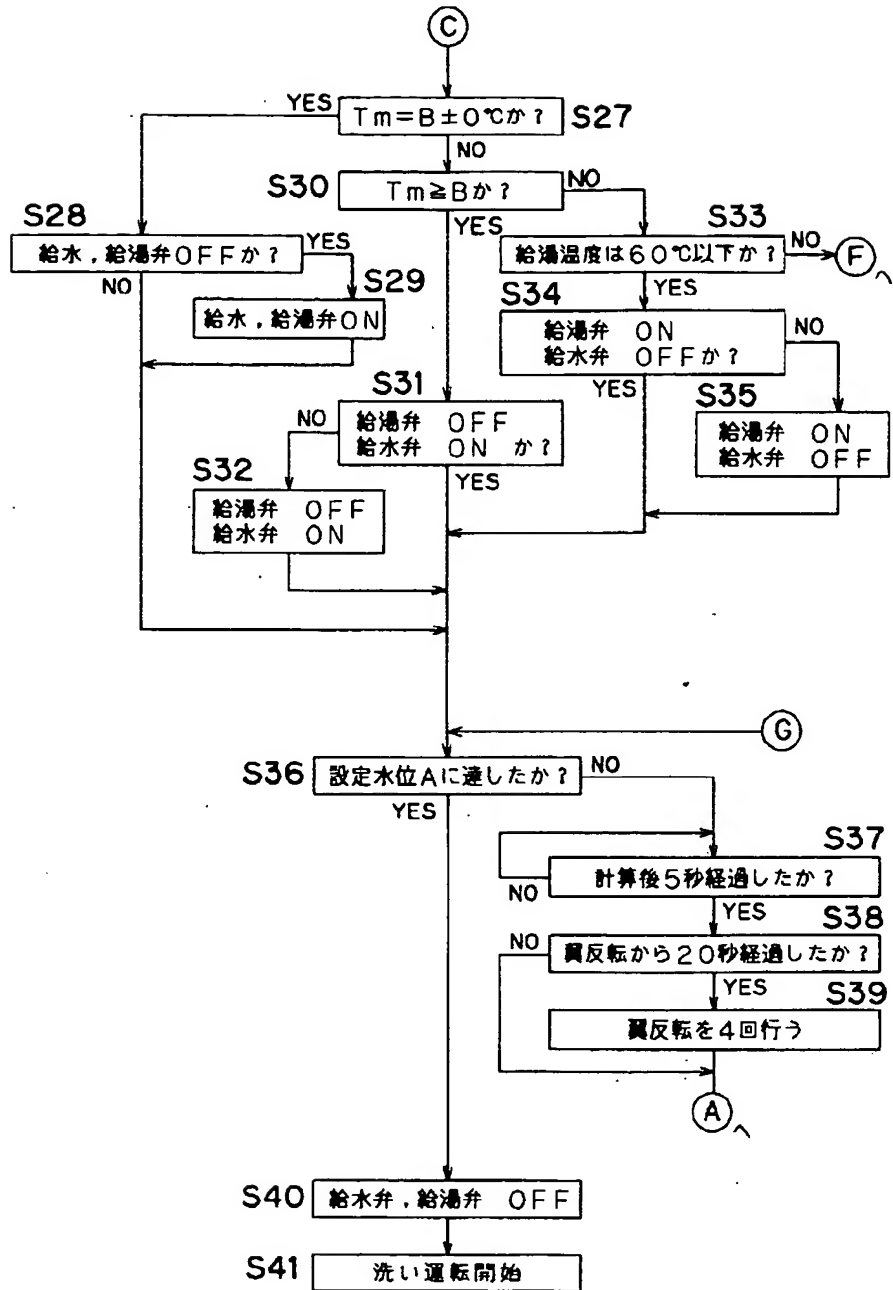 C
YES
Tm=B±0℃か?
S27
NO
S30
Tm≧Bか?
NO
YES
S28
給水,給湯弁OFFか?
YES
NO
S29
給水,給湯弁ON
S33
給湯温度は60℃以下か?
NO
F
へ
YES
S34
給湯弁 ON
給水弁 OFFか?
NO
YES
S35
給湯弁 ON
給水弁 OFF
S31
NO
給湯弁 OFF
給水弁 ON か?
YES
S32
給湯弁 OFF
給水弁 ON
G
S36
設定水位Aに達したか?
NO
YES
S37
計算後5秒経過したか?
NO
YES
S38
NO
翼反転から20秒経過したか?
YES
S39
翼反転を4回行う
A
へ
S40
給水弁,給湯弁 OFF
S41
洗い運転開始